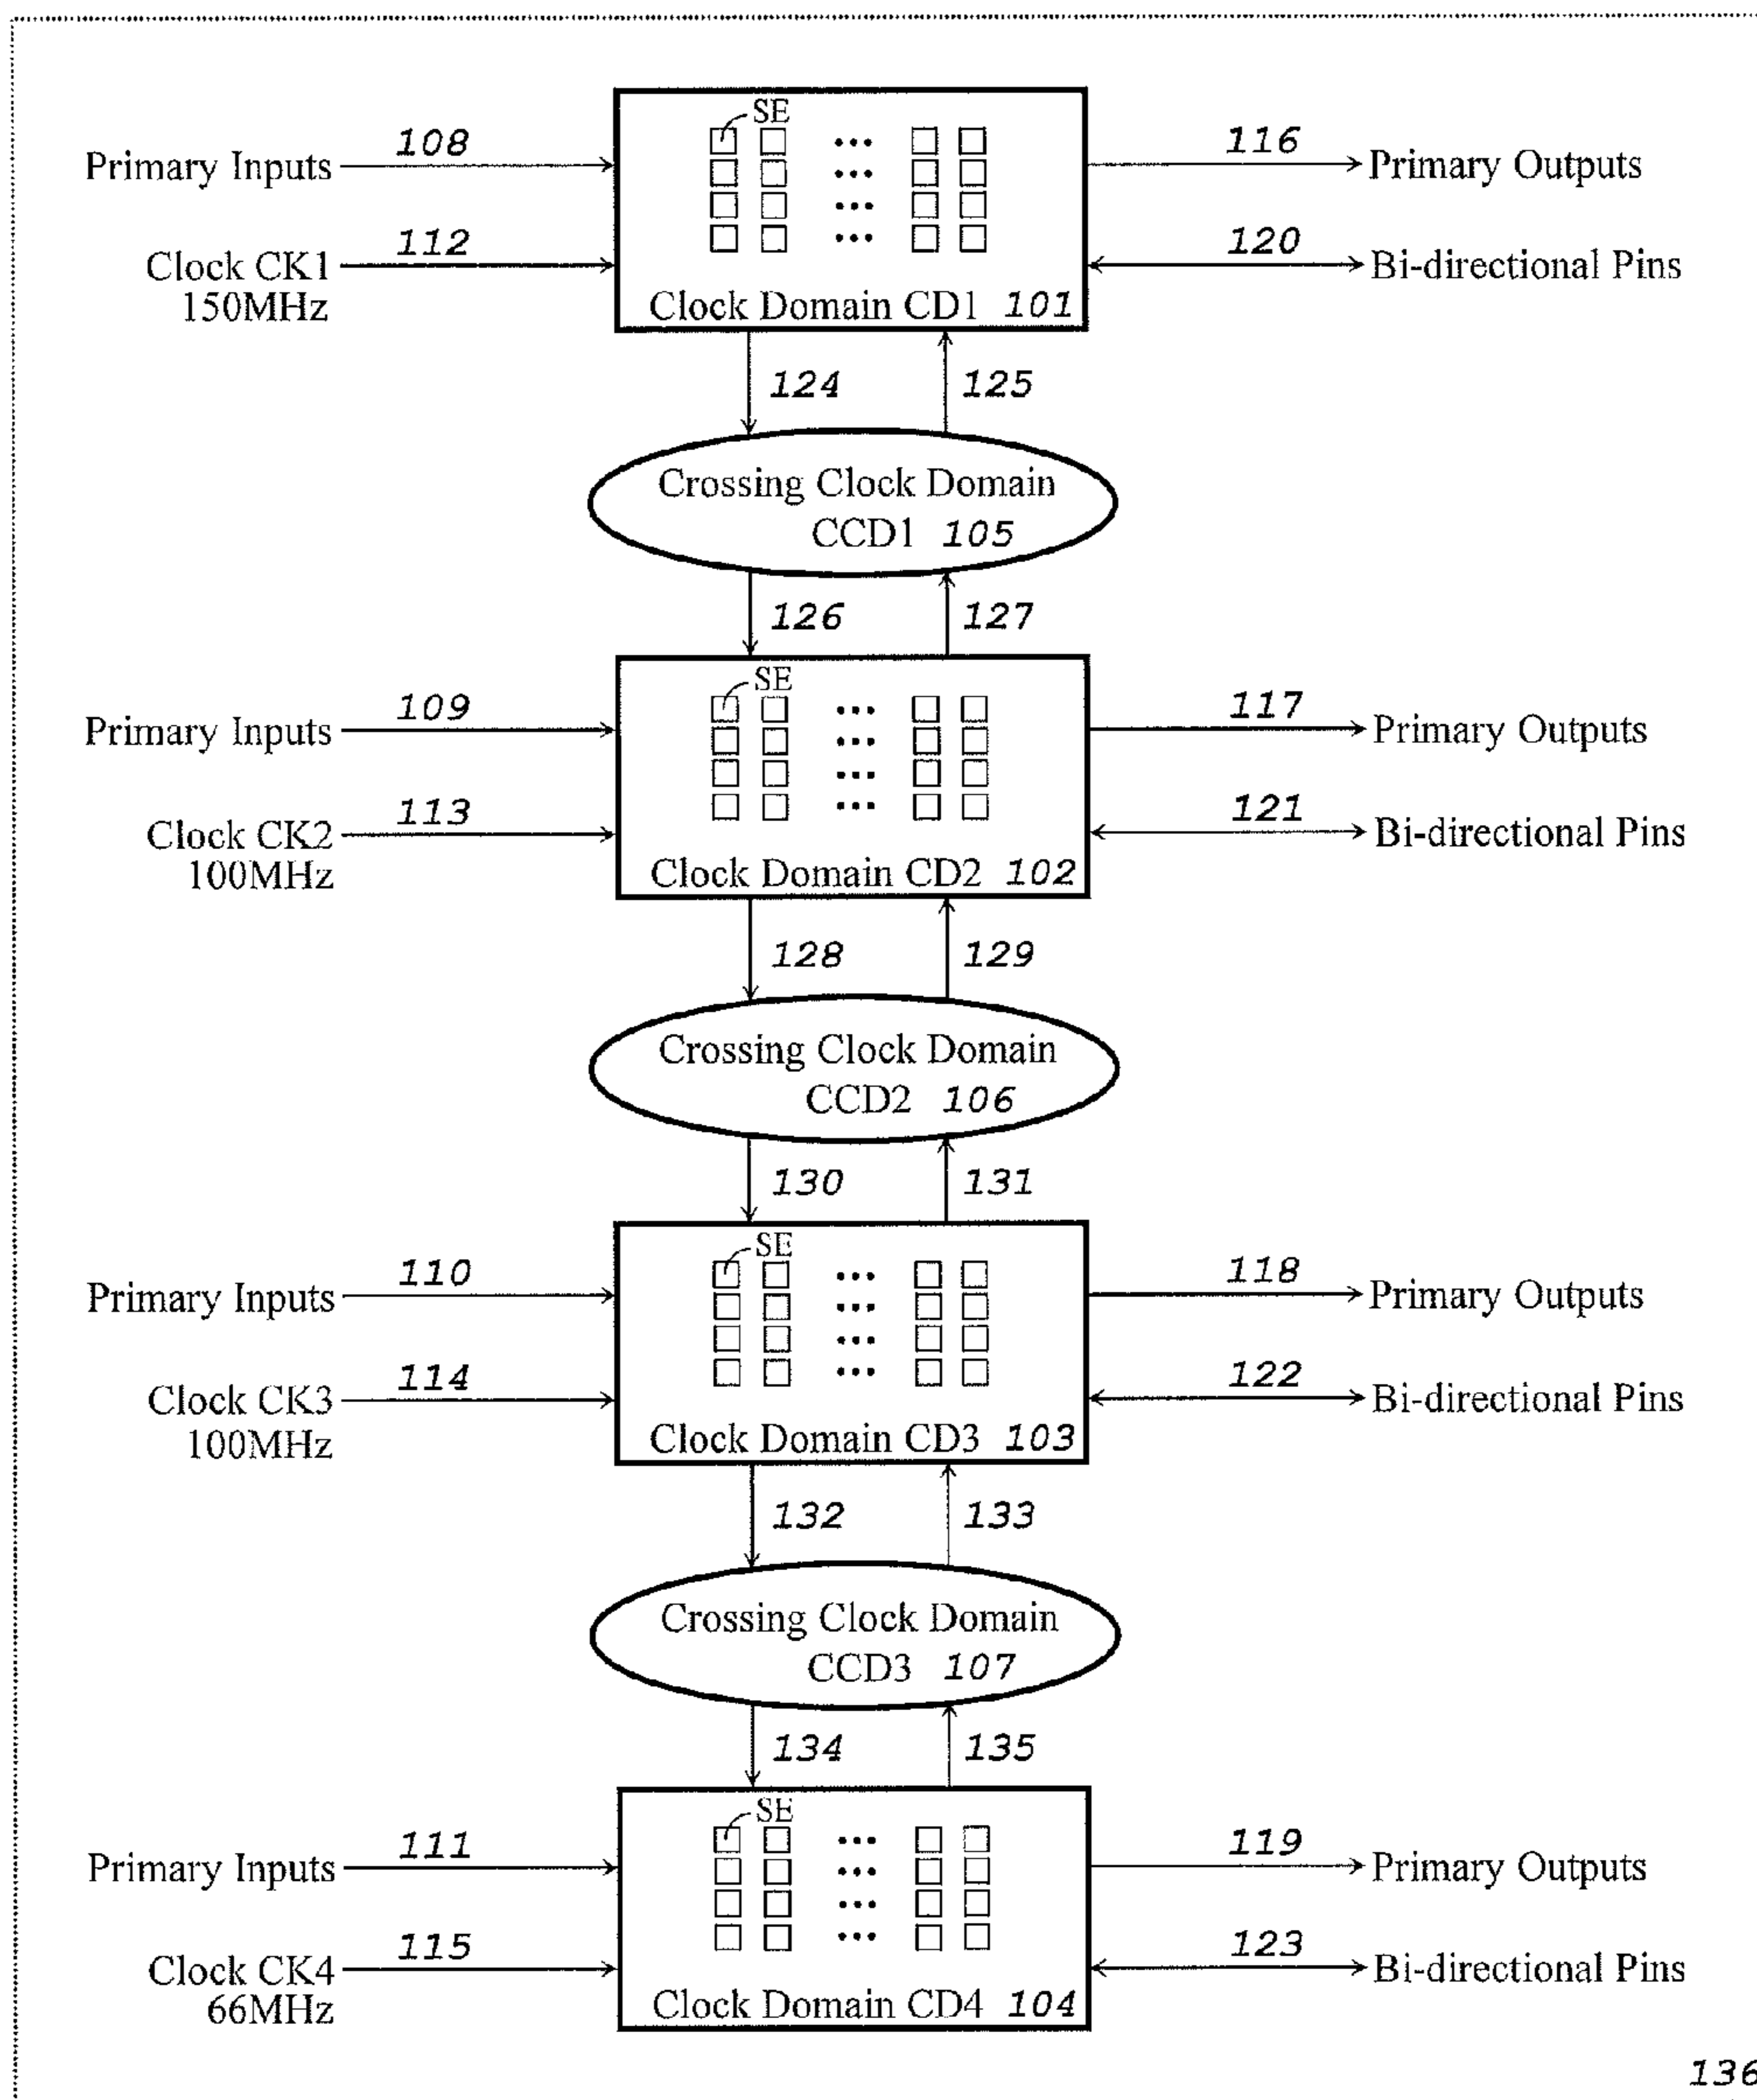 SE
Primary Inputs 108 116 Primary Outputs
Clock CK1 112 120 Bi-directional Pins
150MHz Clock Domain CD1 101
124 125
Crossing Clock Domain
CCD1 105
126 127
SE
Primary Inputs 109 117 Primary Outputs
Clock CK2 113 121 Bi-directional Pins
100MHz Clock Domain CD2 102
128 129
Crossing Clock Domain
CCD2 106
130 131
SE
Primary Inputs 110 118 Primary Outputs
Clock CK3 114 122 Bi-directional Pins
100MHz Clock Domain CD3 103
132 133
Crossing Clock Domain
CCD3 107
134 135
SE
Primary Inputs 111 119 Primary Outputs
Clock CK4 115 123 Bi-directional Pins
66MHz Clock Domain CD4 104
136